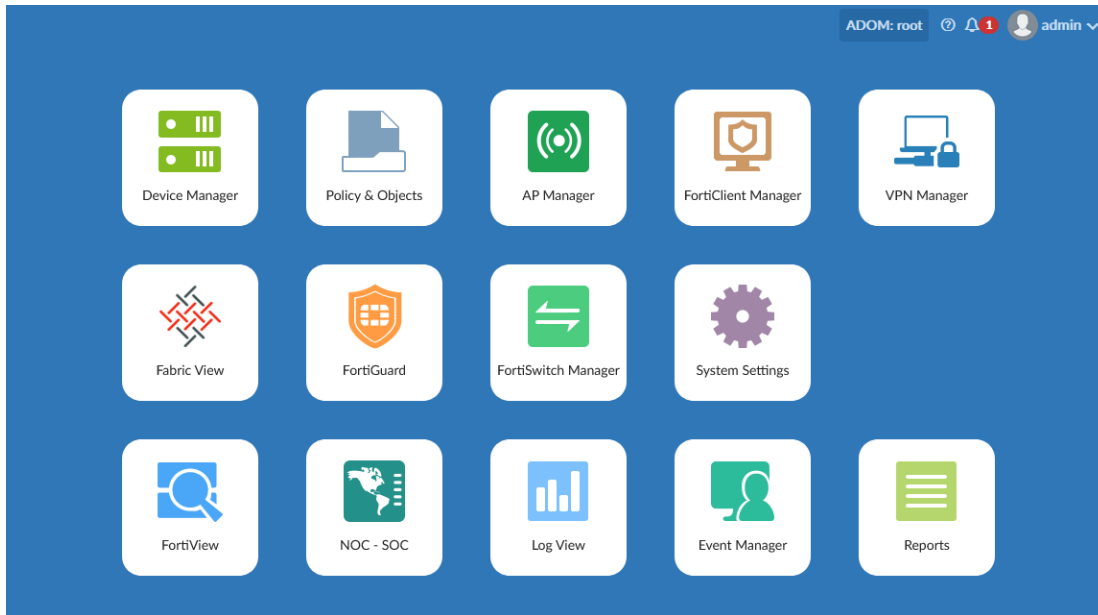 ADOM: root 1 admin
Device Manager
Policy & Objects
AP Manager
FortiClient Manager
VPN Manager
Fabric View
FortiGuard
FortiSwitch Manager
System Settings
FortiView
NOC - SOC
Log View
Event Manager
Reports